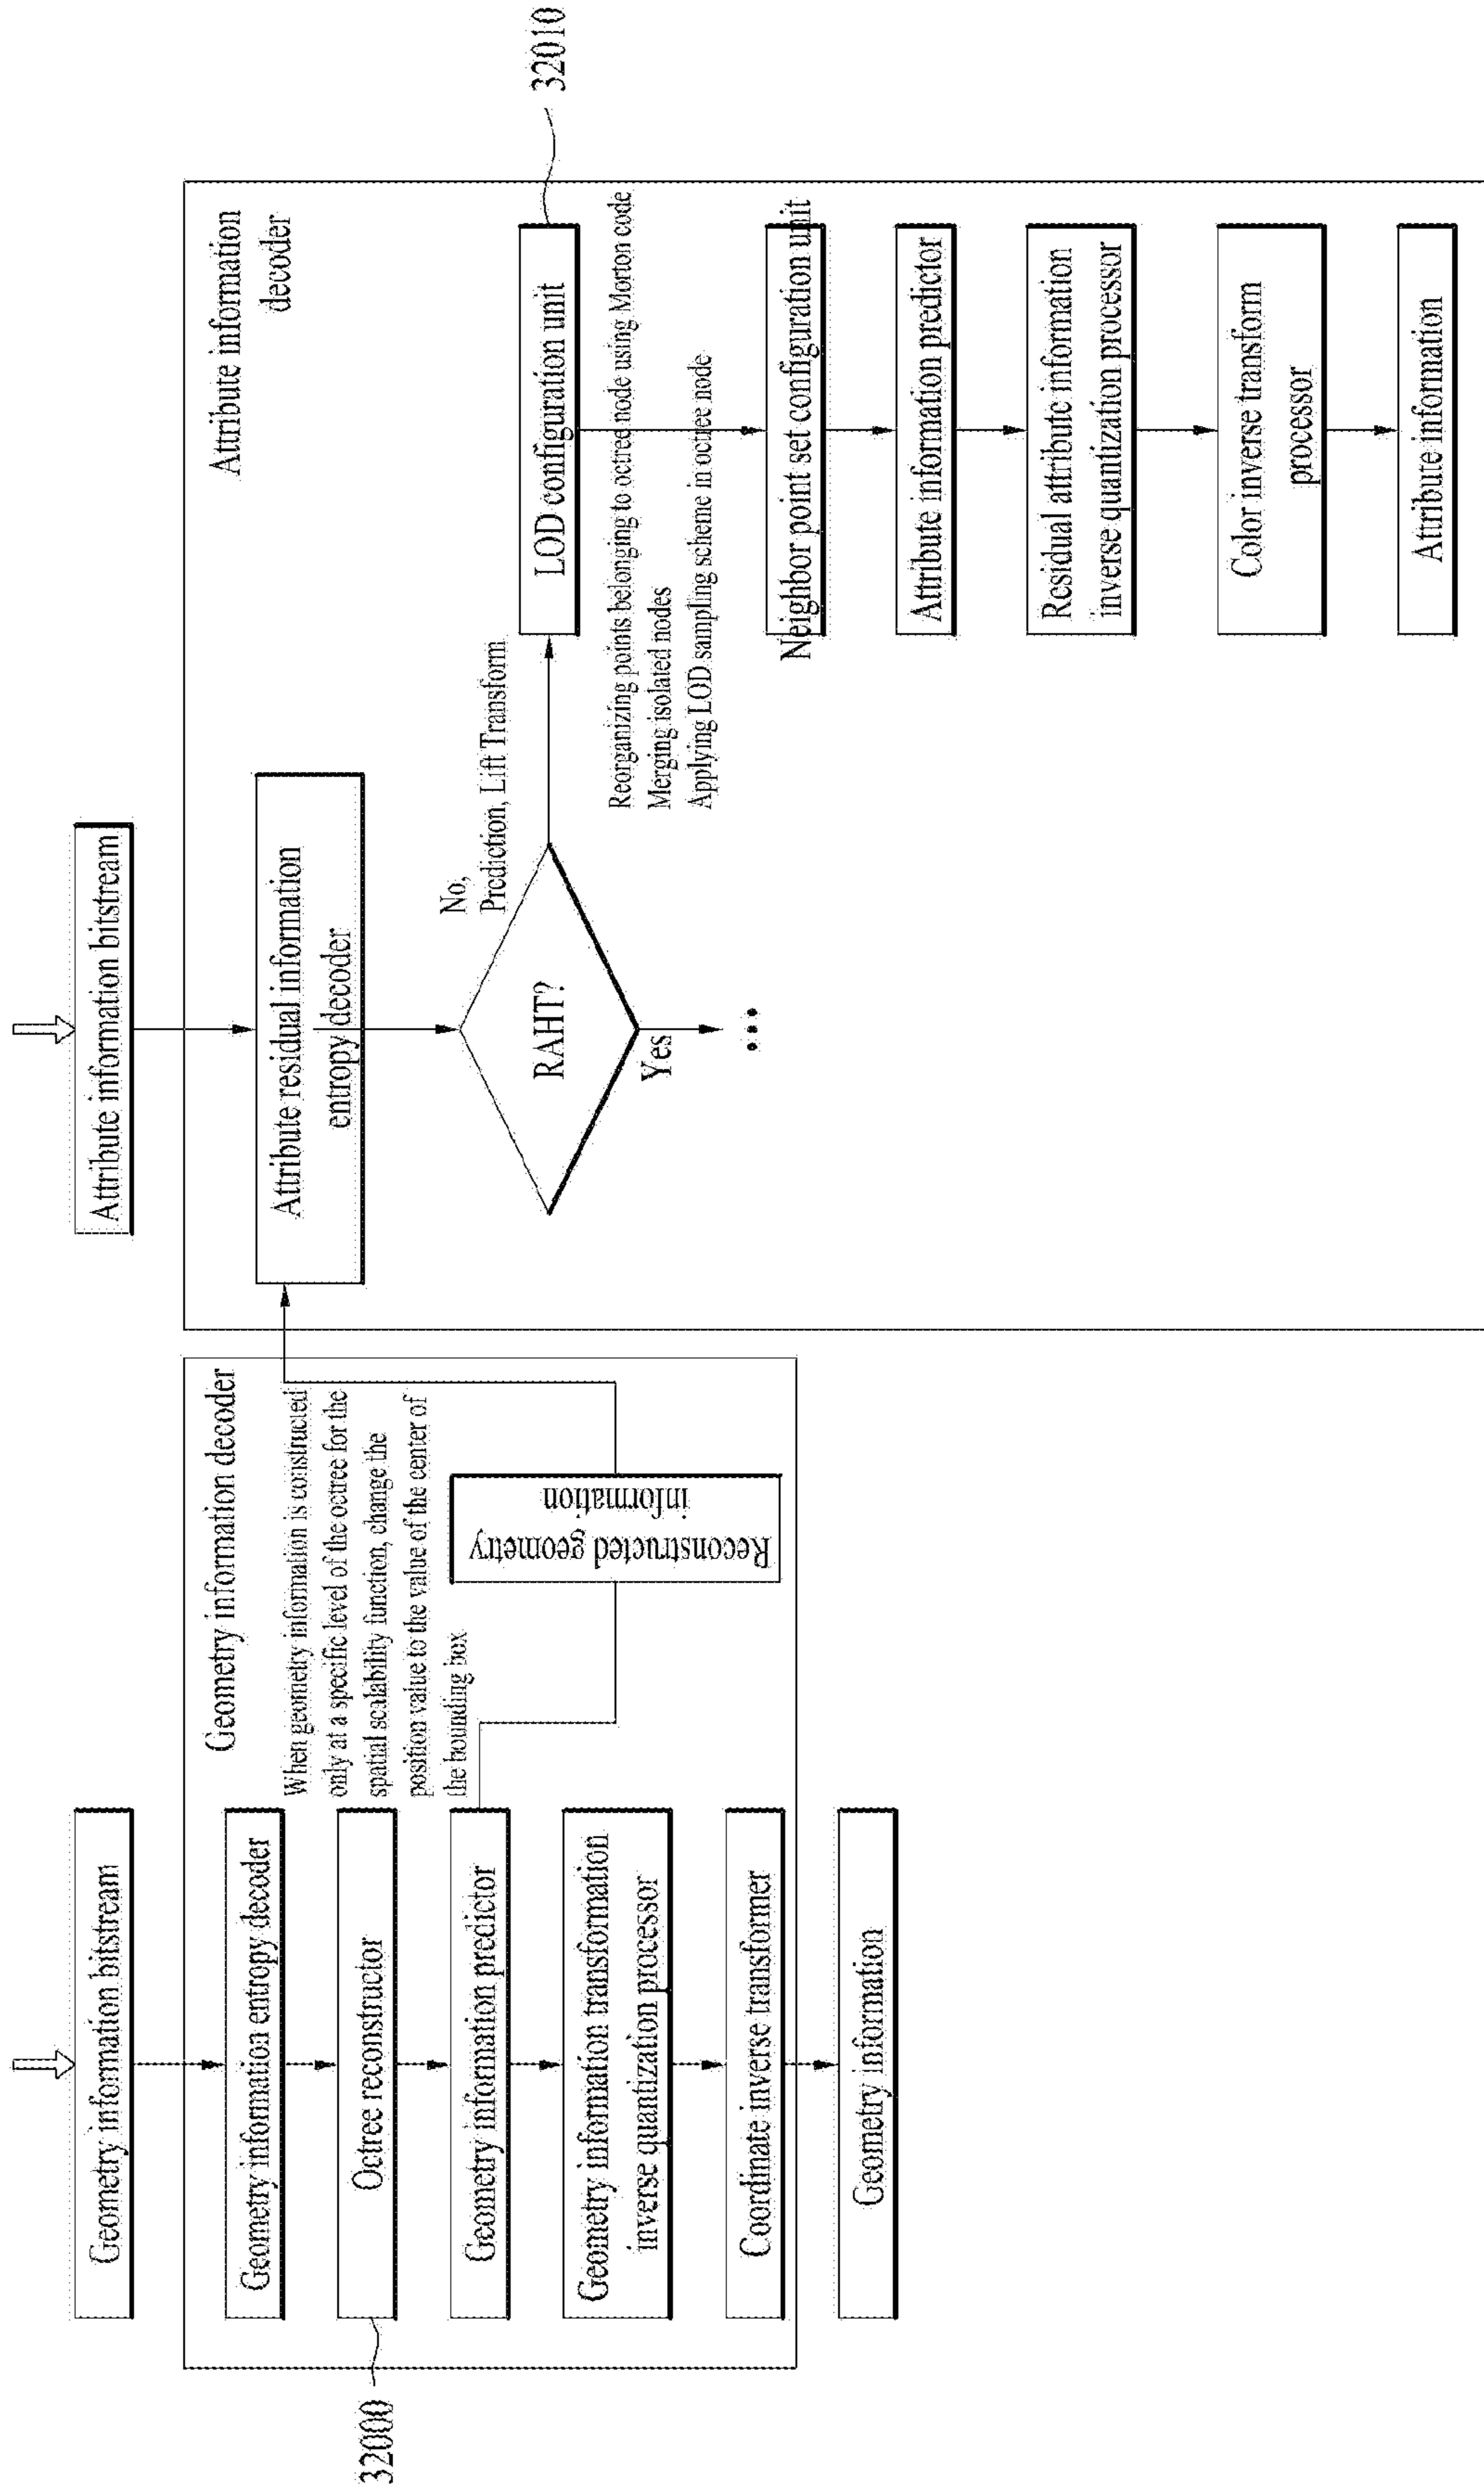 Geometry information bitstream
Geometry information decoder
Geometry information entropy decoder
32000
Octree reconstructor
When geometry information is constructed
only at a specific level of the octree for the
spatial scalability function, change the
position value to the value of the center of
the bounding box
Geometry information predictor
Reconstructed geometry
information
Geometry information transformation
inverse quantization processor
Coordinate inverse transformer
Geometry information
Attribute information bitstream
Attribute information
decoder
Attribute residual information
entropy decoder
RAHT?
No,
Prediction, Lift Transform
Yes
...
LOD configuration unit
32010
Reorganizing points belonging to octree node using Morton code
Merging isolated nodes
Applying LOD sampling scheme in octree node
Neighbor point set configuration unit
Attribute information predictor
Residual attribute information
inverse quantization processor
Color inverse transform
processor
Attribute information